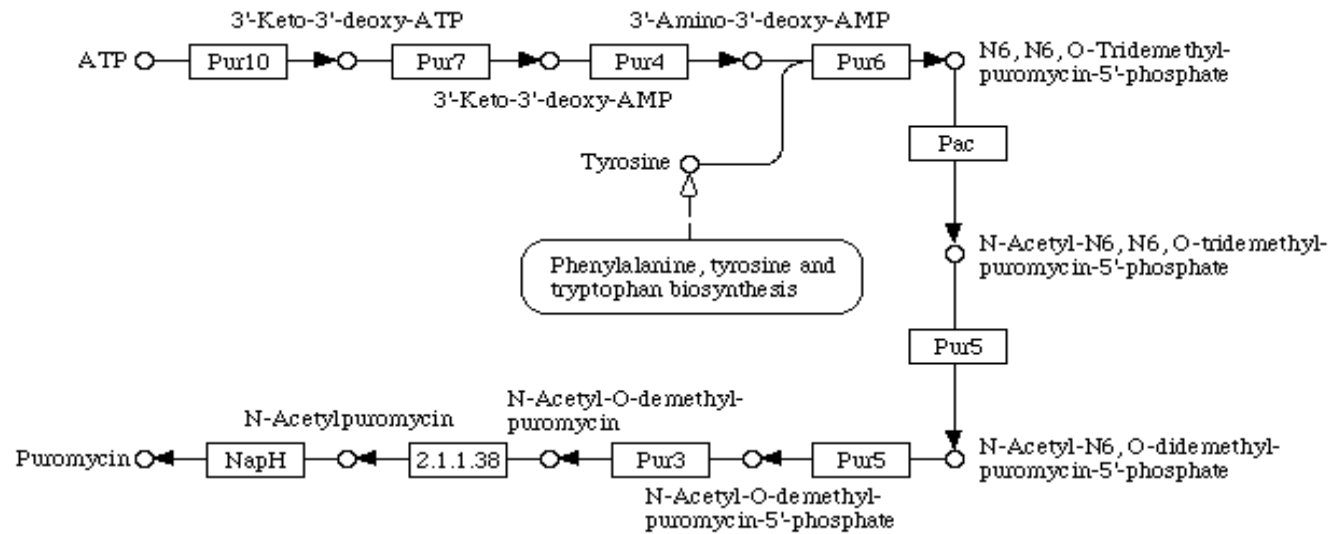 3'-Keto-3'-deoxy-ATP
3'-Amino-3'-deoxy-AMP
ATP
Pur10
Pur7
Pur4
Pur6
N6, N6, O-Tridemethyl-
puromycin-5'-phosphate
3'-Keto-3'-deoxy-AMP
Pac
Tyrosine
N-Acetyl-N6, N6, O-tridemethyl-
puromycin-5'-phosphate
Phenylalanine, tyrosine and
tryptophan biosynthesis
Pur5
N-Acetylpuromycin
N-Acetyl-O-demethyl-
puromycin
Puromycin
NapH
2.1.1.38
Pur3
Pur5
N-Acetyl-N6, O-didemethyl-
puromycin-5'-phosphate
N-Acetyl-O-demethyl-
puromycin-5'-phosphate